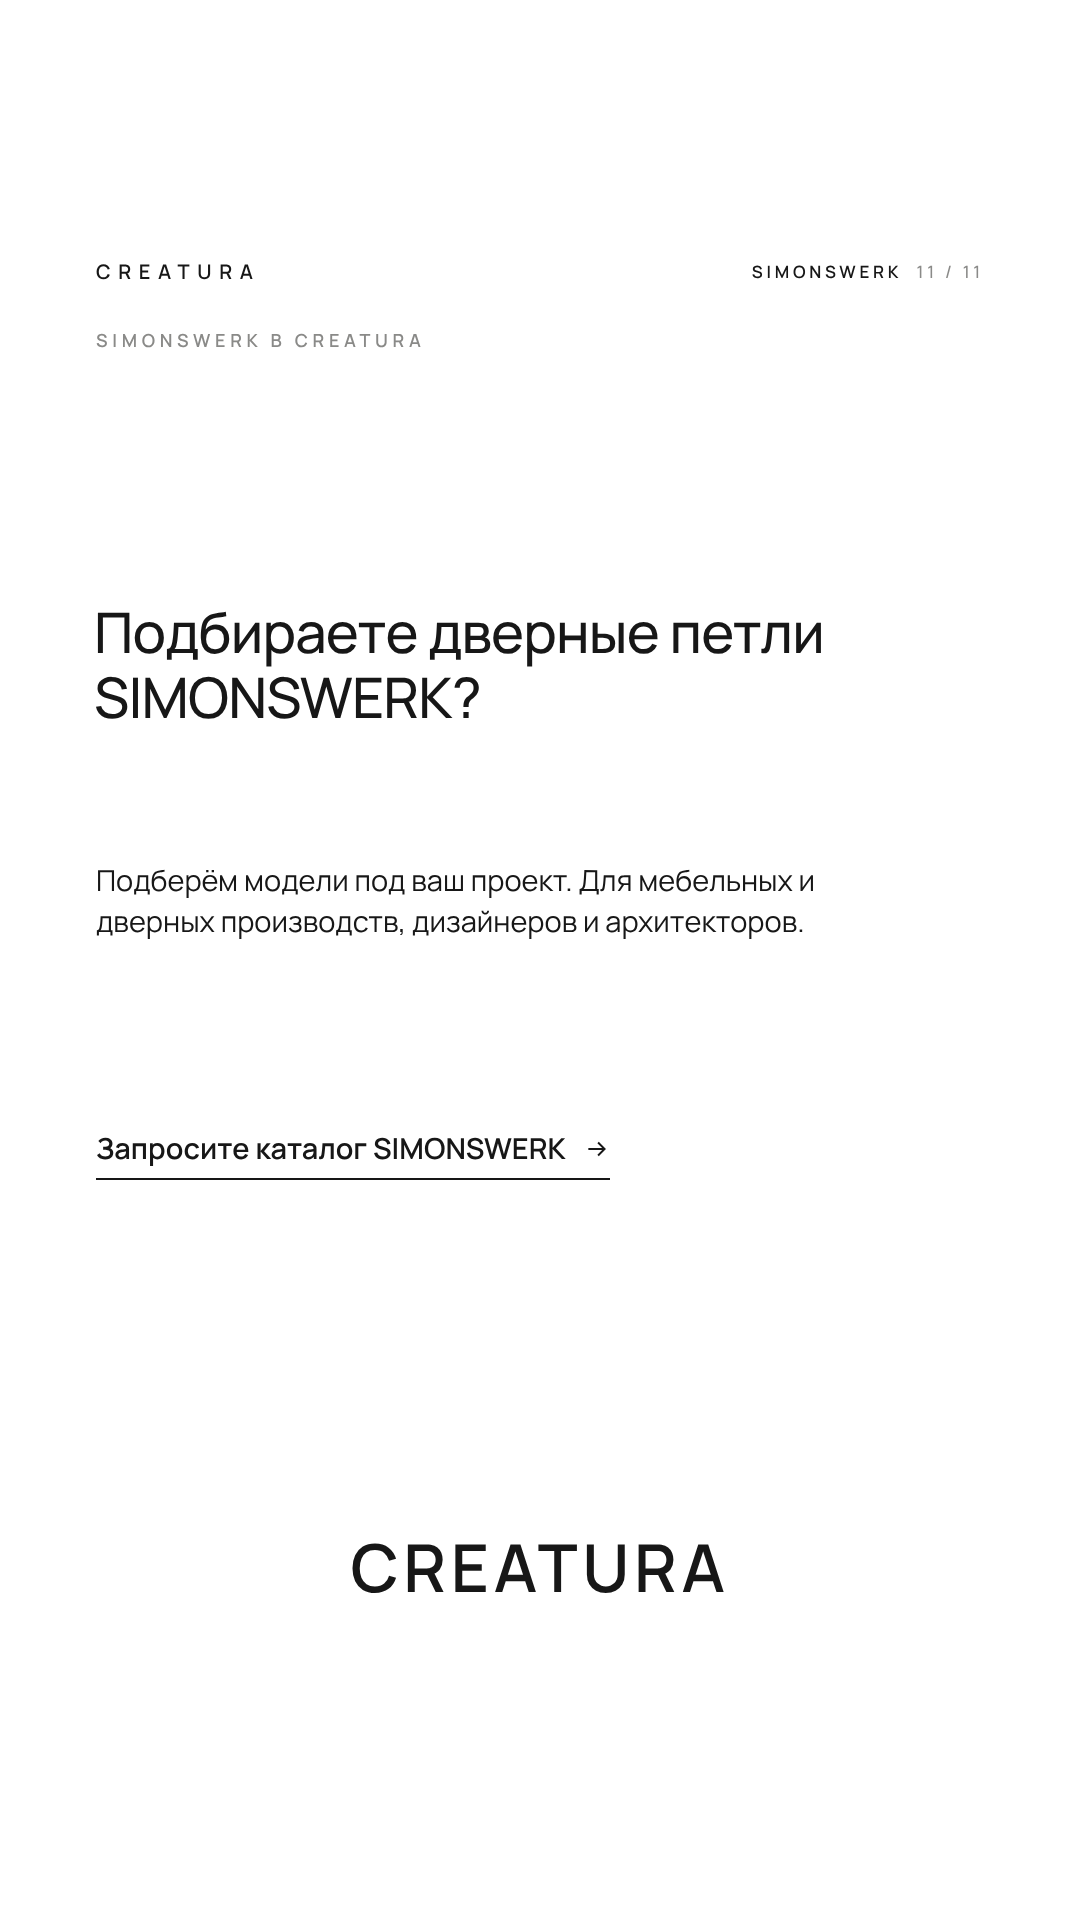 CREATURA
SIMONSWERK 11 / 11
SIMONSWERK В CREATURA
Подбираете дверные петли
SIMONSWERK?
Подберём модели под ваш проект. Для мебельных и
дверных производств, дизайнеров и архитекторов.
Запросите каталог SIMONSWERK →
CREATURA